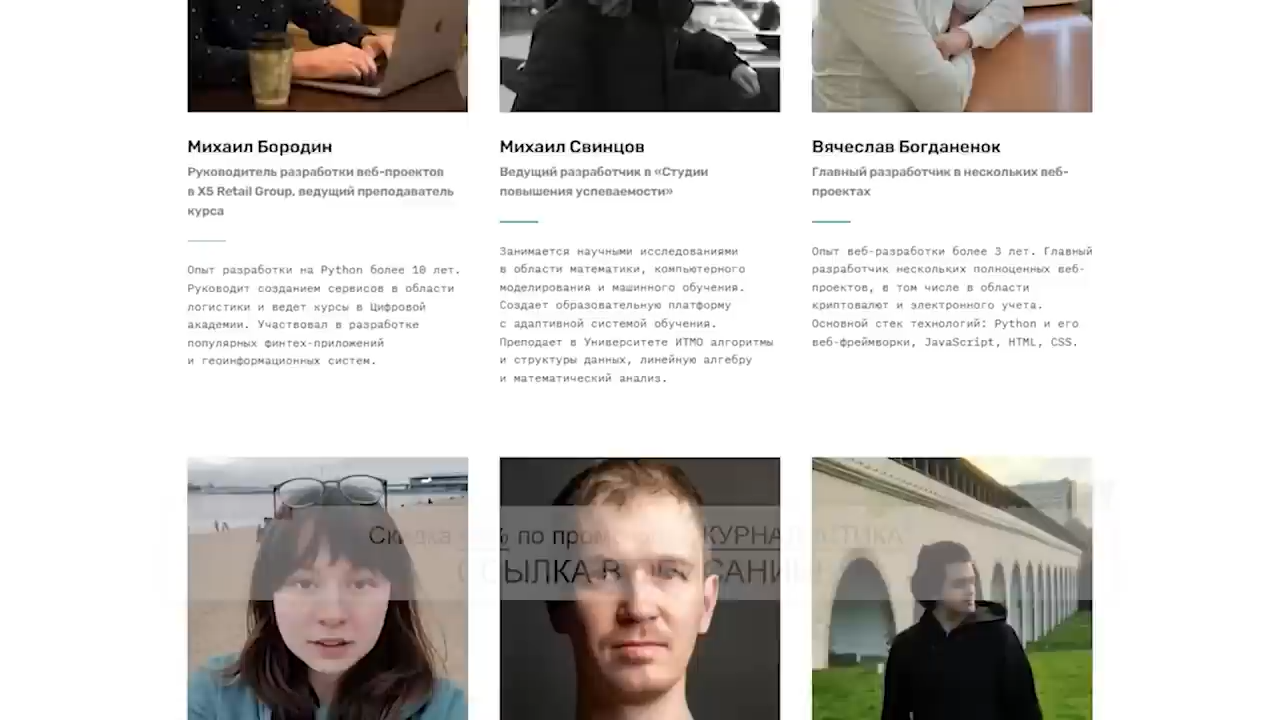 Михаил Бородин
Руководитель разработки веб-проектов
в X5 Retail Group, ведущий преподаватель
курса
Опыт разработки на Python более 10 лет.
Руководит созданием сервисов в области
логистики и ведет курсы в Цифровой
академии. Участвовал в разработке
популярных финтех-приложений
и геоинформационных систем.
Михаил Свинцов
Ведущий разработчик в «Студии
повышения успеваемости»
Занимается научными исследованиями
в области математики, компьютерного
моделирования и машинного обучения.
Создает образовательную платформу
с адаптивной системой обучения.
Преподает в Университете ИТМО алгоритмы
и структуры данных, линейную алгебру
и математический анализ.
Вячеслав Богданенок
Главный разработчик в нескольких веб-
проектах
Опыт веб-разработки более 3 лет. Главный
разработчик нескольких полноценных веб-
проектов, в том числе в области
криптовалют и электронного учета.
Основной стек технологий: Python и его
веб-фреймворки, JavaScript, HTML, CSS.
Скидка по
ССЫЛКА В ОПИСАНИИ